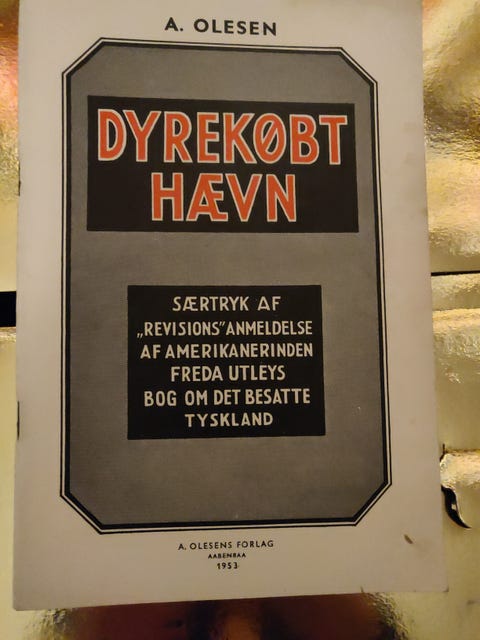 A. OLESEN
DYREKØBT
HÆVN
SÆRTRYK AF
„REVISIONS” ANMELDELSE
AF AMERIKANERINDEN
FREDA UTLEYS
BOG OM DET BESATTE
TYSKLAND
A. OLESENS FORLAG
AABENRAA
1953